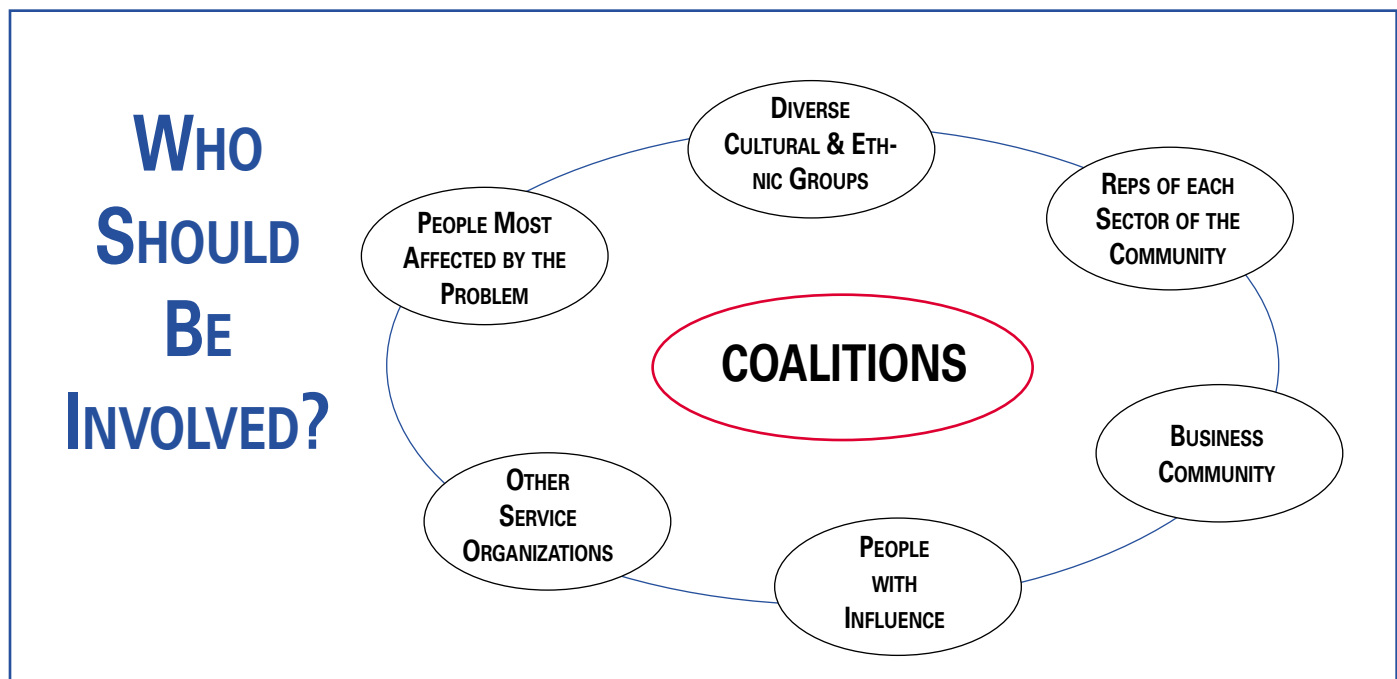 Who
Should
Be
Involved?
Diverse
Cultural & Eth-
nic Groups
Reps of each
Sector of the
Community
People Most
Affected by the
Problem
COALITIONS
Business
Community
Other
Service
Organizations
People
with
Influence